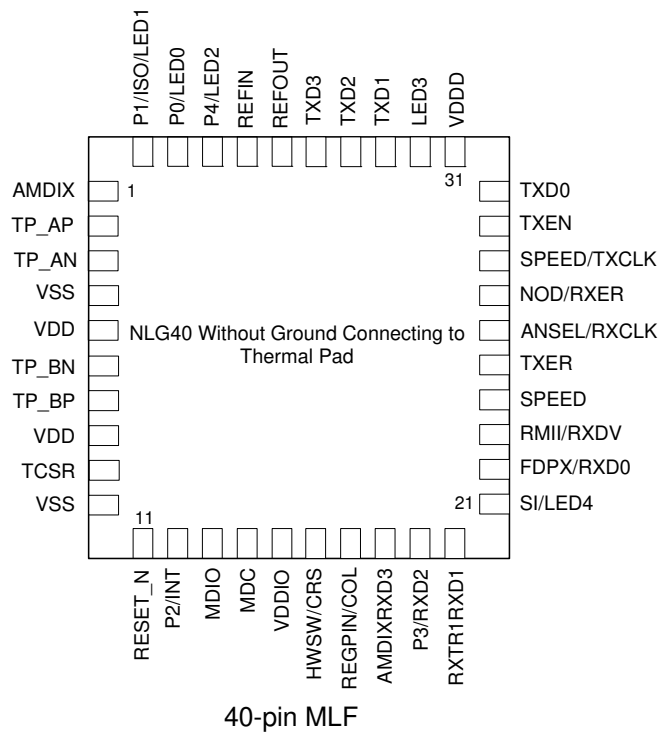 P1/ISO/LED1
P0/LED0
P4/LED2
REFIN
REFOUT
TXD3
TXD2
TXD1
LED3
VDDD
31
1
AMDIX
TP_AP
TP_AN
VSS
VDD
TP_BN
TP_BP
VDD
TCSR
VSS
NLG40 Without Ground Connecting to
Thermal Pad
TXD0
TXEN
SPEED/TXCLK
NOD/RXER
ANSEL/RXCLK
TXER
SPEED
RMII/RXDV
FDPX/RXD0
SI/LED4
21
11
RESET_N
P2/INT
MDIO
MDC
VDDIO
HWSW/CRS
REGPIN/COL
AMDIXRXD3
P3/RXD2
RXTR1RXD1
40-pin MLF